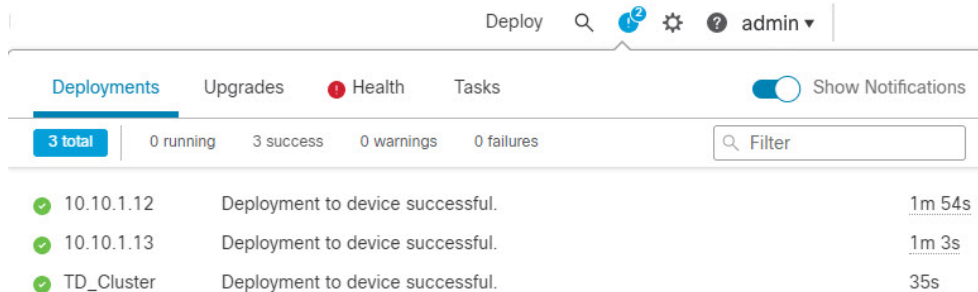 Deploy 2 ? admin ▾
Deployments Upgrades ! Health Tasks Show Notifications
3 total 0 running 3 success 0 warnings 0 failures Filter
10.10.1.12 Deployment to device successful. 1m 54s
10.10.1.13 Deployment to device successful. 1m 3s
TD_Cluster Deployment to device successful. 35s